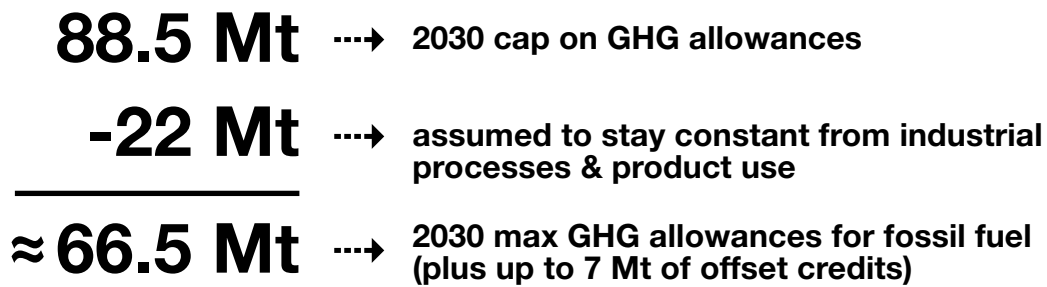 88.5 Mt 2030 cap on GHG allowances
-22 Mt assumed to stay constant from industrial
processes & product use
≈ 66.5 Mt 2030 max GHG allowances for fossil fuel
(plus up to 7 Mt of offset credits)